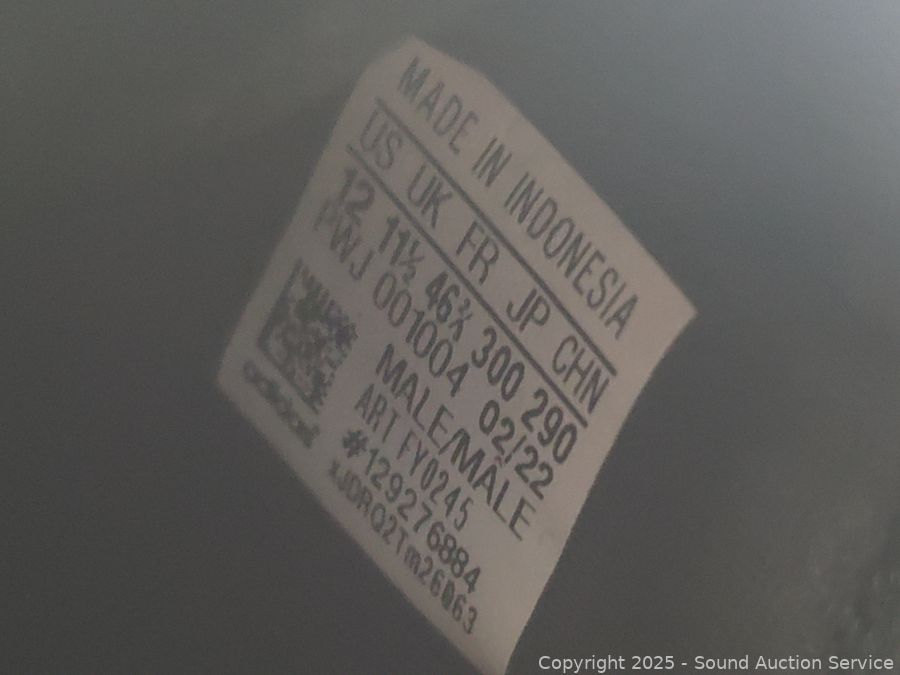 MADE IN INDONESIA
US UK FR JP CHN
12 11½ 46⅔ 300 290
PWJ 001004 02/22
MALE/MÂLE
ART FY0245
#129276884
adidas
Copyright 2025 - Sound Auction Service